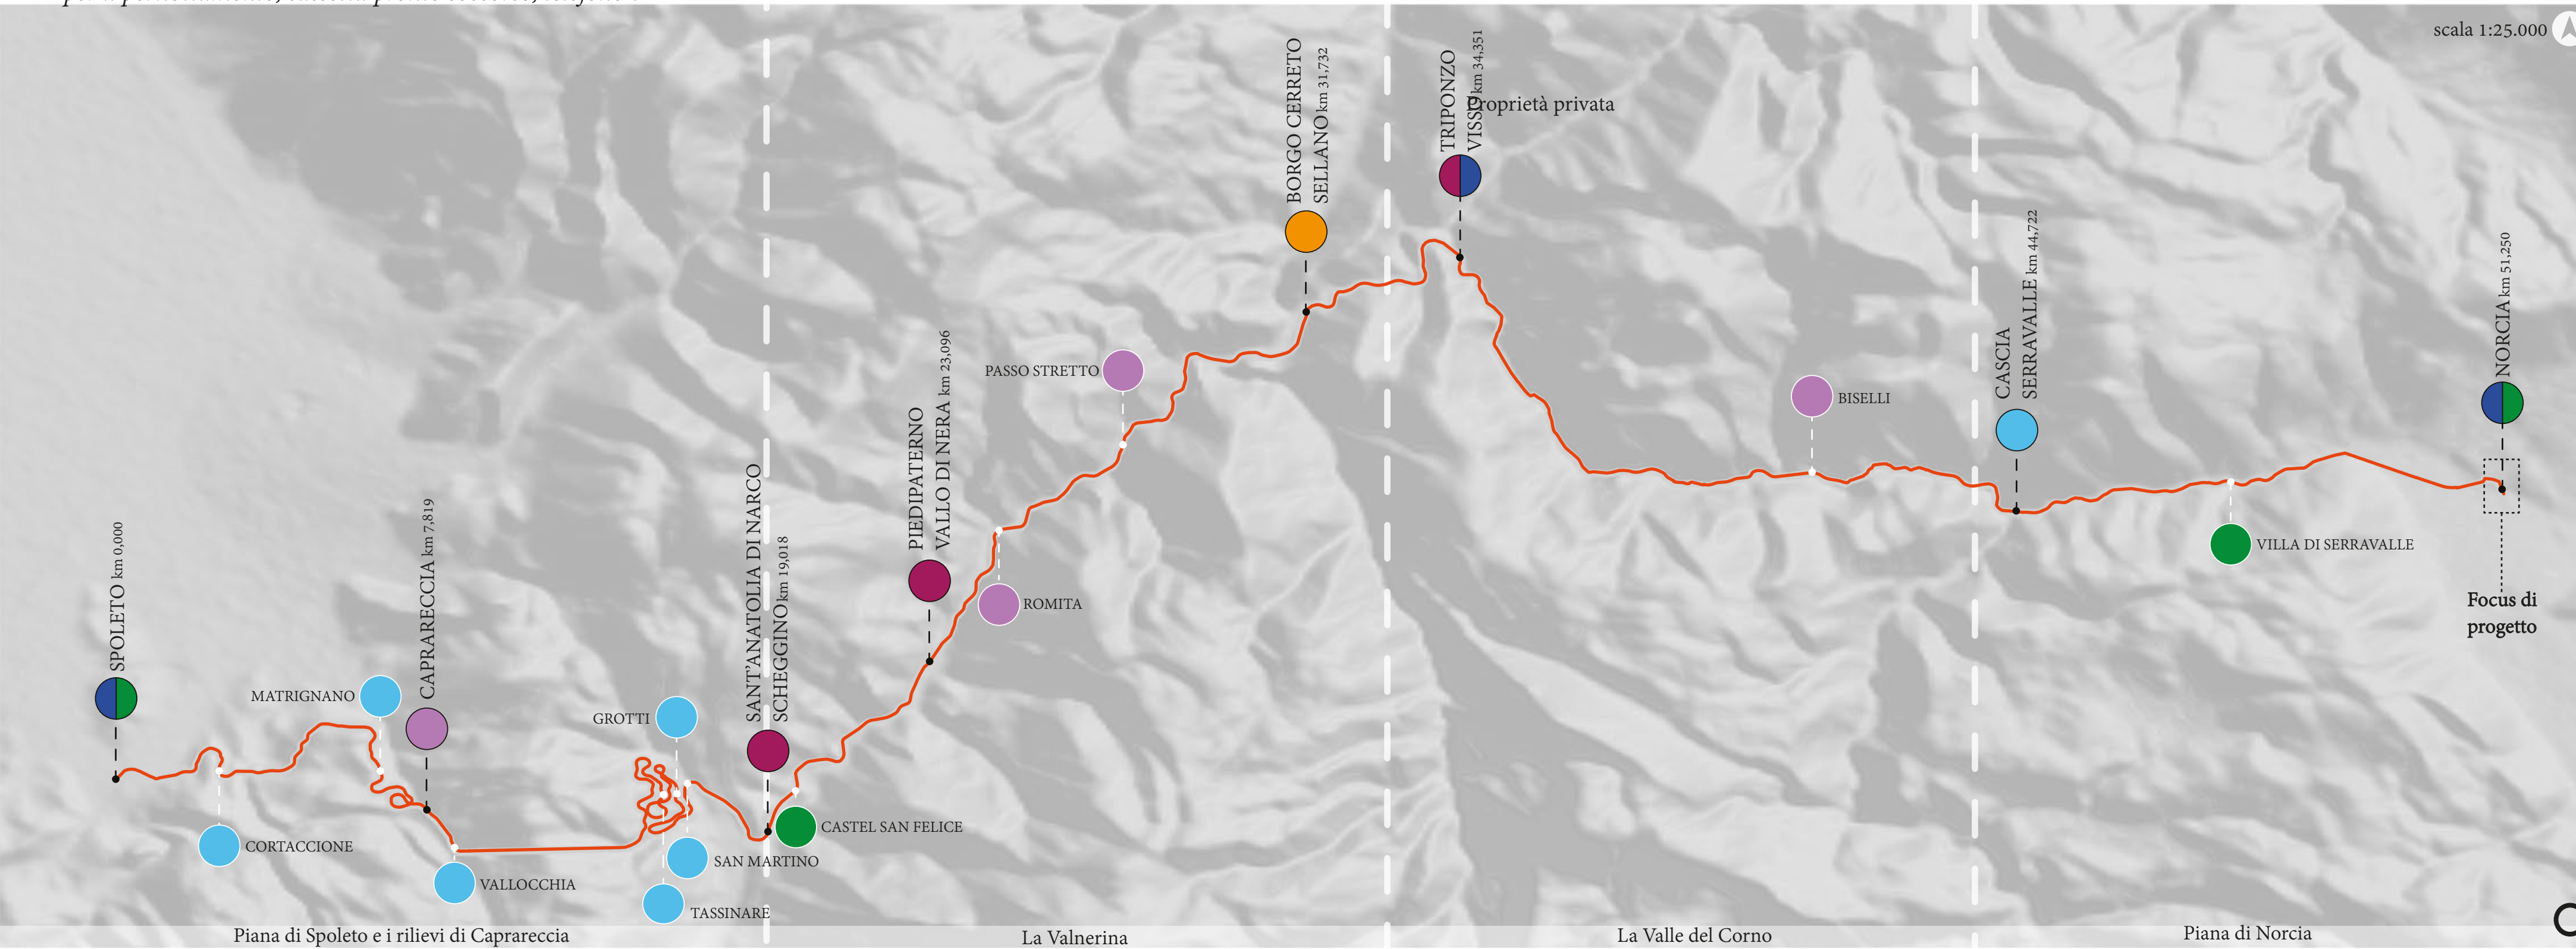 scala 1:25.000
SPOLETO km 0,000
CORTACCIONE
MATRIGNANO
CAPRARECCIA km 7,819
VALLOCCHIA
GROTTI
TASSINARE
SAN MARTINO
SANT'ANATOLIA DI NARCO
SCHEGGINO km 19,018
CASTEL SAN FELICE
PIEDIPATERNO
VALLO DI NERA km 23,096
ROMITA
PASSO STRETTO
BORGO CERRETO
SELLANO km 31,732
TRIPONZO
VISSO km 34,351
Proprietà privata
BISELLI
CASCIA
SERRAVALLE km 44,722
VILLA DI SERRAVALLE
NORCIA km 51,250
Focus di
progetto
Piana di Spoleto e i rilievi di Caprareccia
La Valnerina
La Valle del Corno
Piana di Norcia